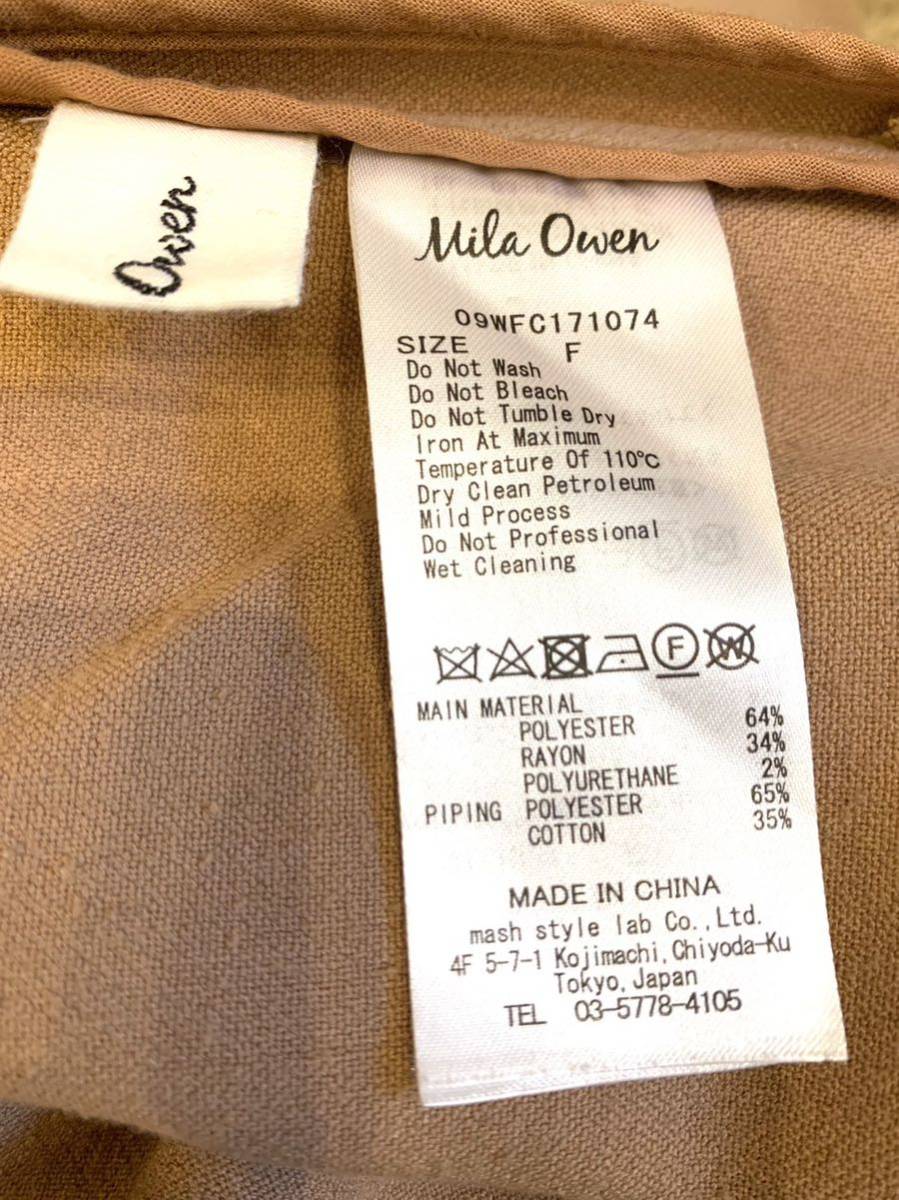 Owen
Mila Owen
09WFC171074
SIZE F
Do Not Wash
Do Not Bleach
Do Not Tumble Dry
Iron At Maximum
Temperature Of 110℃
Dry Clean Petroleum
Mild Process
Do Not Professional
Wet Cleaning
F W
MAIN MATERIAL
POLYESTER 64%
RAYON 34%
POLYURETHANE 2%
PIPING POLYESTER 65%
COTTON 35%
MADE IN CHINA
mash style lab Co.,Ltd.
4F 5-7-1 Kojimachi,Chiyoda-Ku
Tokyo,Japan
TEL 03-5778-4105